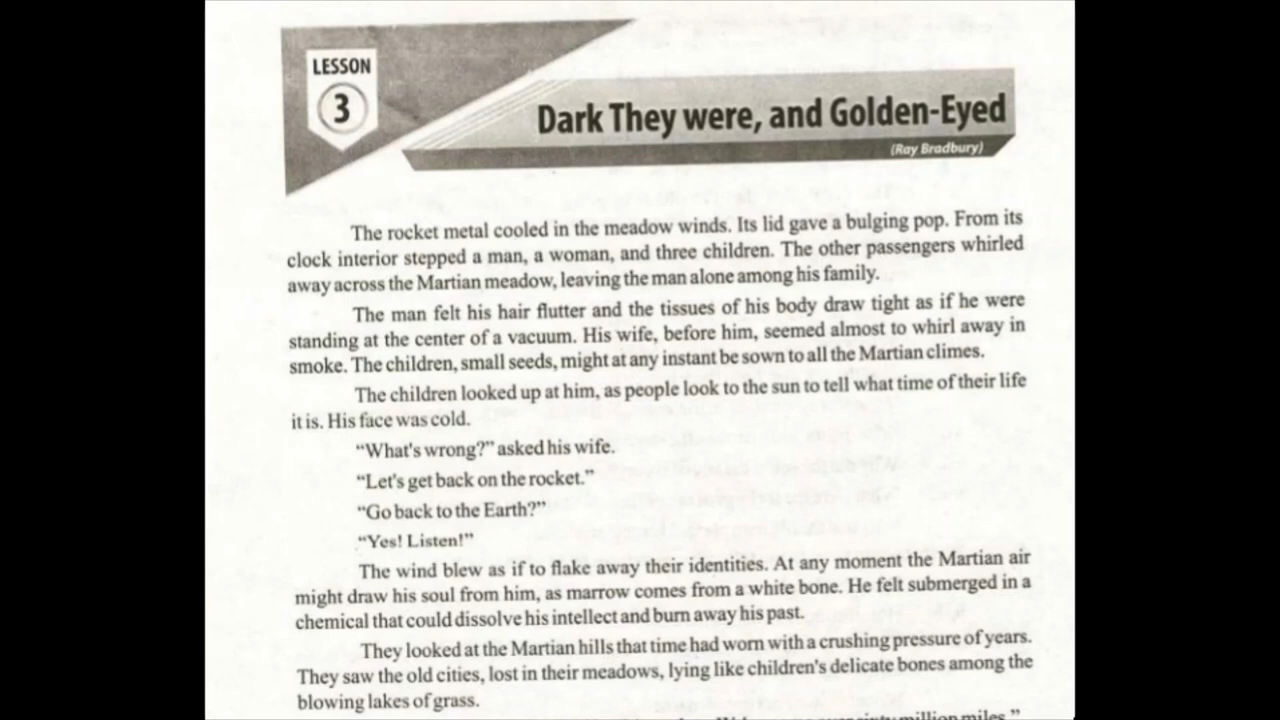 LESSON
3
Dark They were, and Golden-Eyed
(Ray Bradbury)
The rocket metal cooled in the meadow winds. Its lid gave a bulging pop. From its
clock interior stepped a man, a woman, and three children. The other passengers whirled
away across the Martian meadow, leaving the man alone among his family.
The man felt his hair flutter and the tissues of his body draw tight as if he were
standing at the center of a vacuum. His wife, before him, seemed almost to whirl away in
smoke. The children, small seeds, might at any instant be sown to all the Martian climes.
The children looked up at him, as people look to the sun to tell what time of their life
it is. His face was cold.
“What's wrong?” asked his wife.
“Let's get back on the rocket.”
“Go back to the Earth?”
“Yes! Listen!”
The wind blew as if to flake away their identities. At any moment the Martian air
might draw his soul from him, as marrow comes from a white bone. He felt submerged in a
chemical that could dissolve his intellect and burn away his past.
They looked at the Martian hills that time had worn with a crushing pressure of years.
They saw the old cities, lost in their meadows, lying like children's delicate bones among the
blowing lakes of grass.
million miles.”